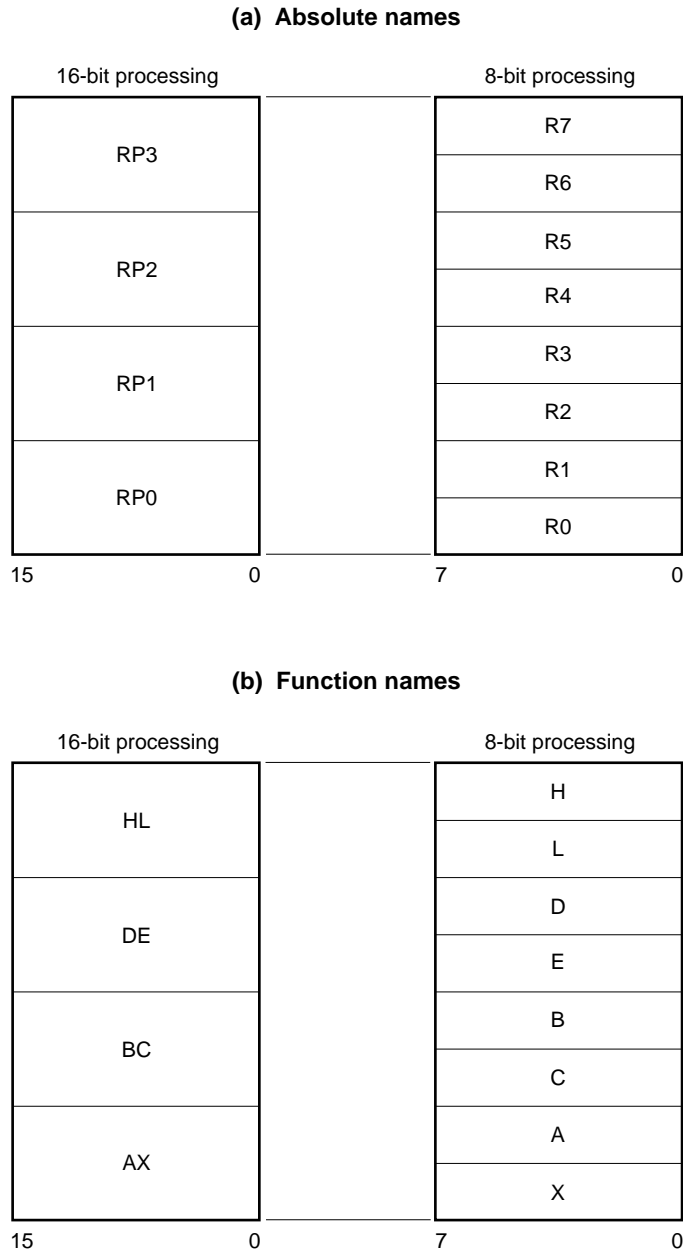 (a) Absolute names
16-bit processing
8-bit processing
RP3
RP2
RP1
RP0
15
0
R7
R6
R5
R4
R3
R2
R1
R0
7
0
(b) Function names
16-bit processing
8-bit processing
HL
DE
BC
AX
15
0
H
L
D
E
B
C
A
X
7
0